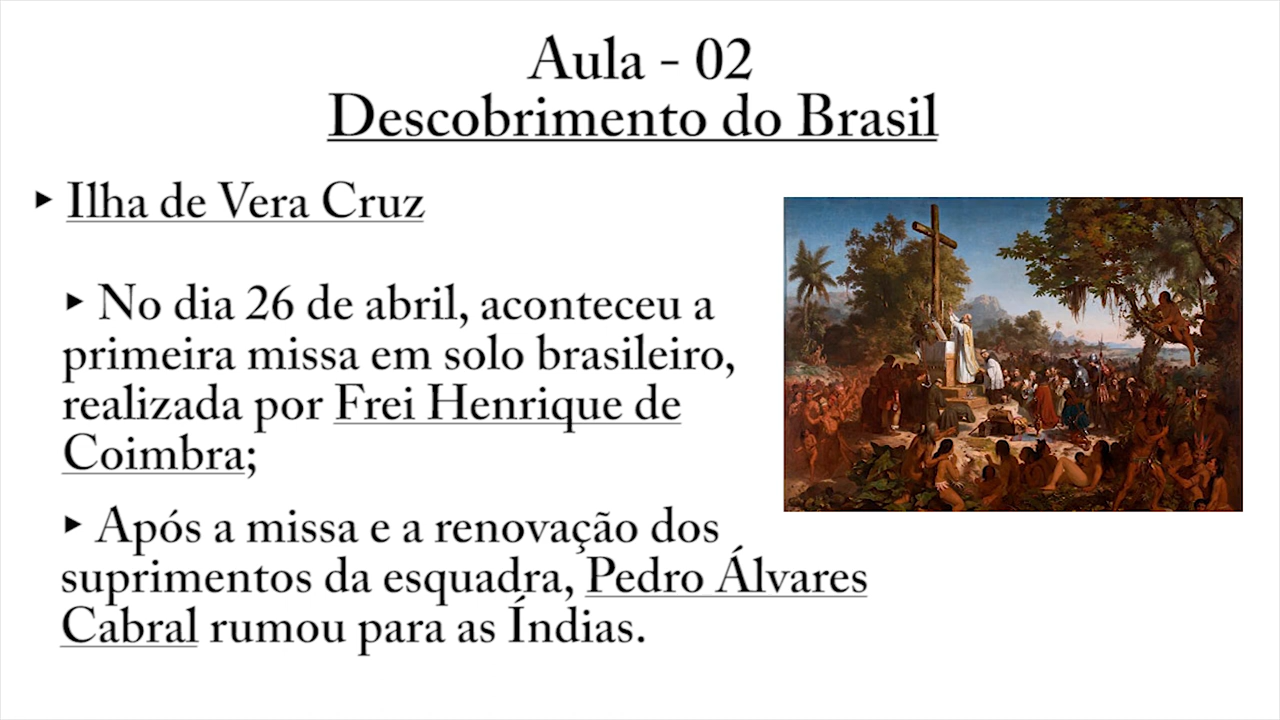 Aula - 02
Descobrimento do Brasil
‣ Ilha de Vera Cruz
‣ No dia 26 de abril, aconteceu a
primeira missa em solo brasileiro,
realizada por Frei Henrique de
Coimbra;
‣ Após a missa e a renovação dos
suprimentos da esquadra, Pedro Álvares
Cabral rumou para as Índias.